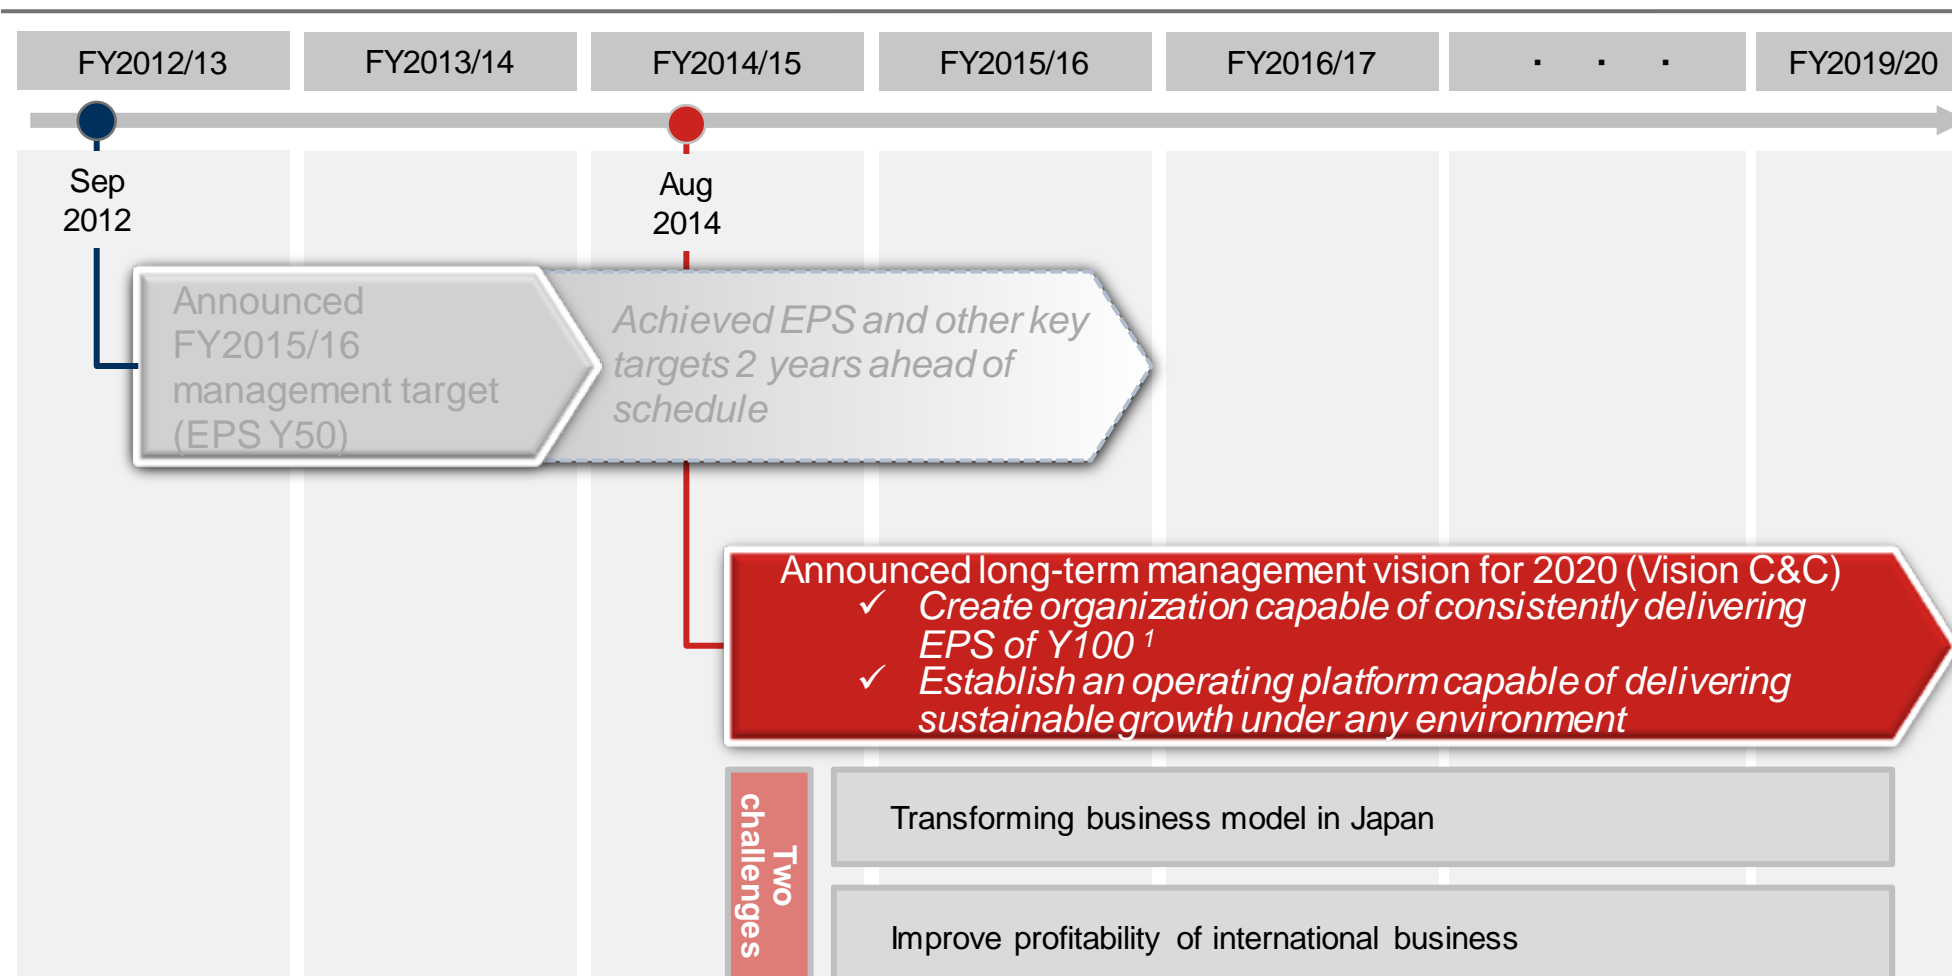 FY2012/13
FY2013/14
FY2014/15
FY2015/16
FY2016/17
. . .
FY2019/20
Sep
2012
Aug
2014
Announced
FY2015/16
management target
(EPS Y50)
Achieved EPS and other key
targets 2 years ahead of
schedule
Announced long-term management vision for 2020 (Vision C&C)
✓ Create organization capable of consistently delivering
EPS of Y100 ¹
✓ Establish an operating platform capable of delivering
sustainable growth under any environment
Two
challenges
Transforming business model in Japan
Improve profitability of international business